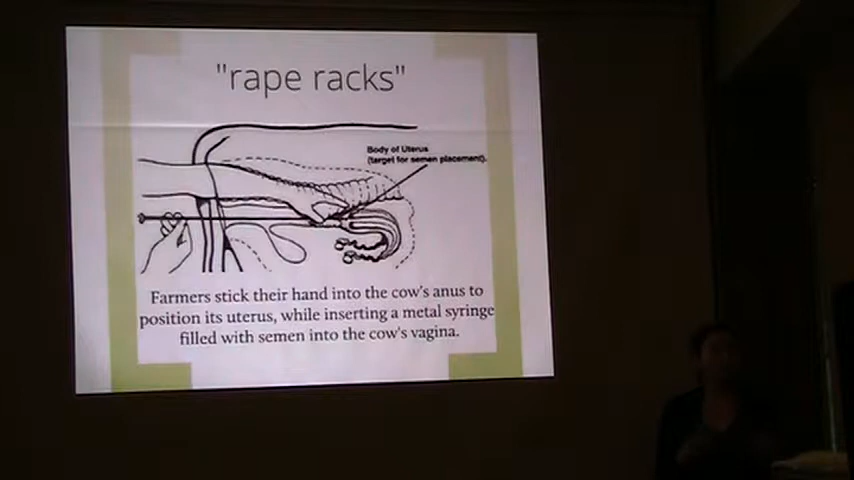 "rape racks"
Body of Uterus
(target for semen placement).
Farmers stick their hand into the cow's anus to
position its uterus, while inserting a metal syringe
filled with semen into the cow's vagina.